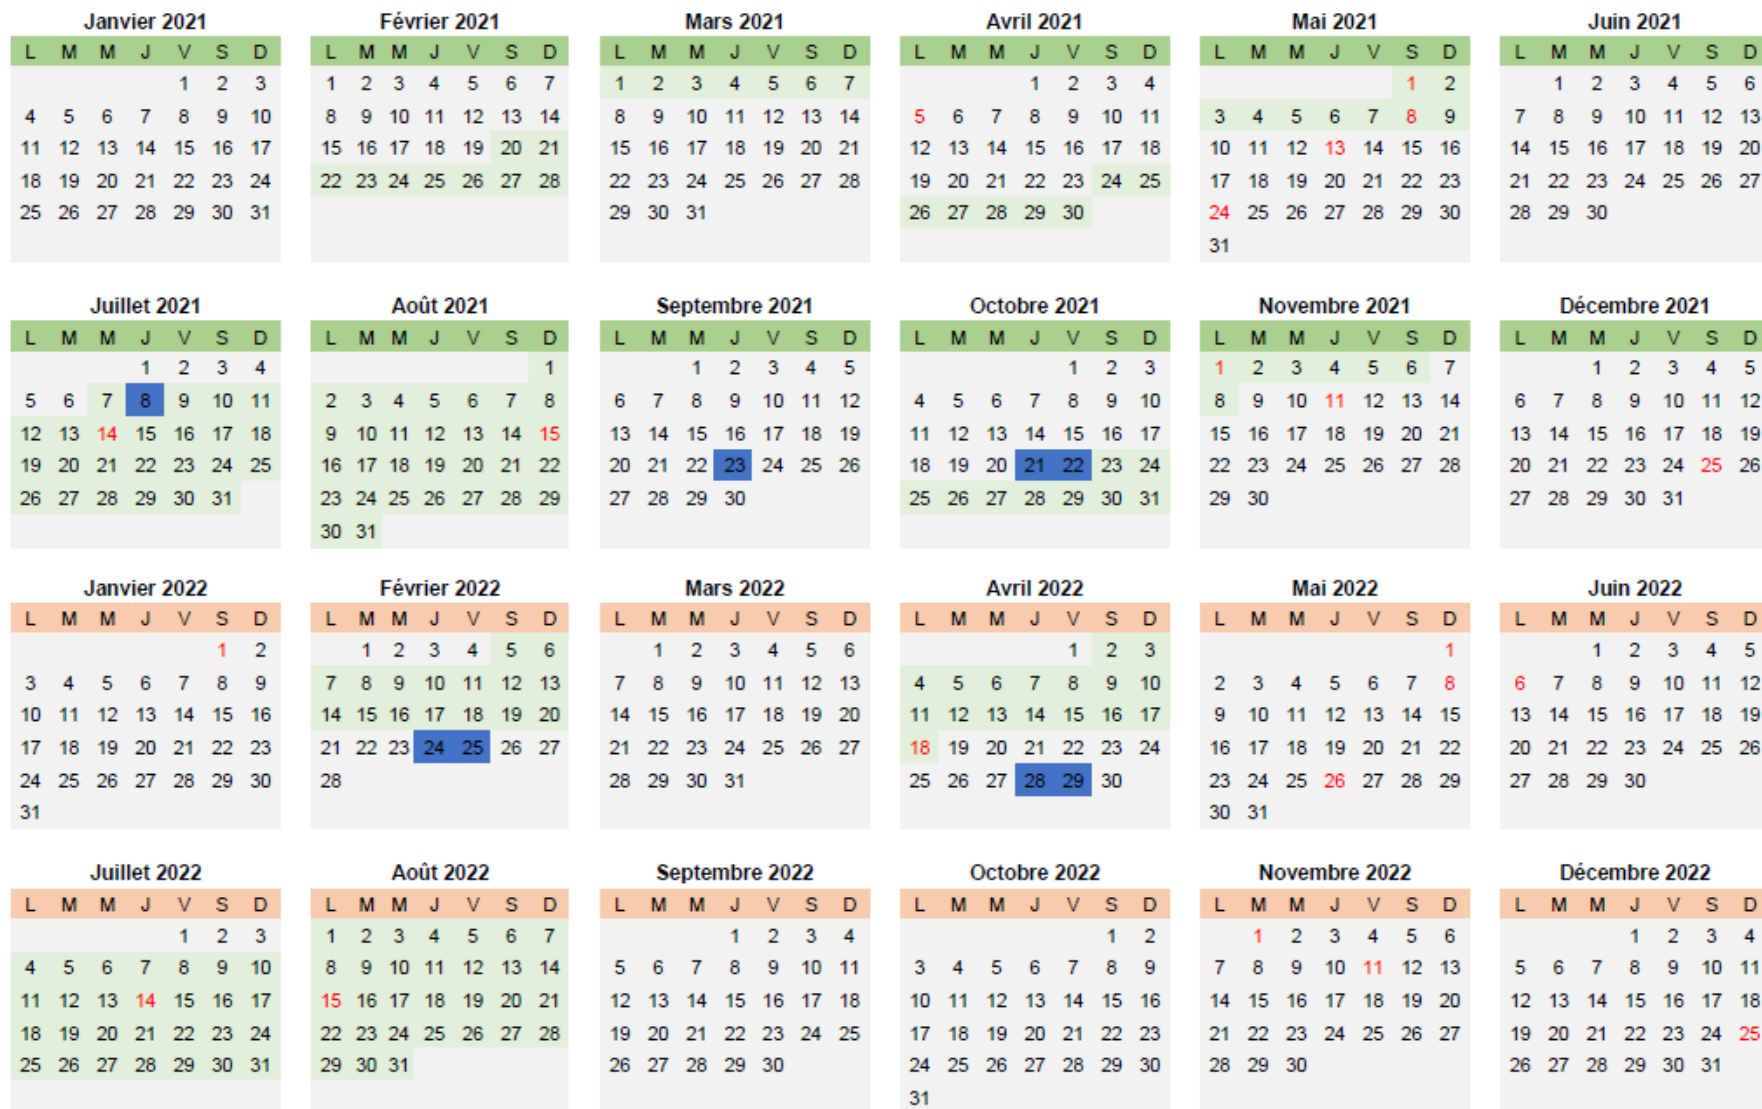 Janvier 2021 Février 2021 Mars 2021 Avril 2021 Mai 2021 Juin 2021
L M M J V S D L M M J V S D L M M J V S D L M M J V S D L M M J V S D L M M J V S D
1 2 3 1 2 3 4 5 6 7 1 2 3 4 5 6 7 1 2 3 4 1 2 1 2 3 4 5 6
4 5 6 7 8 9 10 8 9 10 11 12 13 14 8 9 10 11 12 13 14 5 6 7 8 9 10 11 3 4 5 6 7 8 9 7 8 9 10 11 12 13
11 12 13 14 15 16 17 15 16 17 18 19 20 21 15 16 17 18 19 20 21 12 13 14 15 16 17 18 10 11 12 13 14 15 16 14 15 16 17 18 19 20
18 19 20 21 22 23 24 22 23 24 25 26 27 28 22 23 24 25 26 27 28 19 20 21 22 23 24 25 17 18 19 20 21 22 23 21 22 23 24 25 26 27
25 26 27 28 29 30 31 29 30 31 26 27 28 29 30 24 25 26 27 28 29 30 28 29 30
31
Juillet 2021 Août 2021 Septembre 2021 Octobre 2021 Novembre 2021 Décembre 2021
L M M J V S D L M M J V S D L M M J V S D L M M J V S D L M M J V S D L M M J V S D
1 2 3 4 1 1 2 3 4 5 1 2 3 1 2 3 4 5 6 7 1 2 3 4 5
5 6 7 8 9 10 11 2 3 4 5 6 7 8 6 7 8 9 10 11 12 4 5 6 7 8 9 10 8 9 10 11 12 13 14 6 7 8 9 10 11 12
12 13 14 15 16 17 18 9 10 11 12 13 14 15 13 14 15 16 17 18 19 11 12 13 14 15 16 17 15 16 17 18 19 20 21 13 14 15 16 17 18 19
19 20 21 22 23 24 25 16 17 18 19 20 21 22 20 21 22 23 24 25 26 18 19 20 21 22 23 24 22 23 24 25 26 27 28 20 21 22 23 24 25 26
26 27 28 29 30 31 23 24 25 26 27 28 29 27 28 29 30 25 26 27 28 29 30 31 29 30 27 28 29 30 31
30 31
Janvier 2022 Février 2022 Mars 2022 Avril 2022 Mai 2022 Juin 2022
L M M J V S D L M M J V S D L M M J V S D L M M J V S D L M M J V S D L M M J V S D
1 2 1 2 3 4 5 6 1 2 3 4 5 6 1 2 3 1 1 2 3 4 5
3 4 5 6 7 8 9 7 8 9 10 11 12 13 7 8 9 10 11 12 13 4 5 6 7 8 9 10 2 3 4 5 6 7 8 6 7 8 9 10 11 12
10 11 12 13 14 15 16 14 15 16 17 18 19 20 14 15 16 17 18 19 20 11 12 13 14 15 16 17 9 10 11 12 13 14 15 13 14 15 16 17 18 19
17 18 19 20 21 22 23 21 22 23 24 25 26 27 21 22 23 24 25 26 27 18 19 20 21 22 23 24 16 17 18 19 20 21 22 20 21 22 23 24 25 26
24 25 26 27 28 29 30 28 28 29 30 31 25 26 27 28 29 30 23 24 25 26 27 28 29 27 28 29 30
31 30 31
Juillet 2022 Août 2022 Septembre 2022 Octobre 2022 Novembre 2022 Décembre 2022
L M M J V S D L M M J V S D L M M J V S D L M M J V S D L M M J V S D L M M J V S D
1 2 3 1 2 3 4 5 6 7 1 2 3 4 1 2 1 2 3 4 5 6 1 2 3 4
4 5 6 7 8 9 10 8 9 10 11 12 13 14 5 6 7 8 9 10 11 3 4 5 6 7 8 9 7 8 9 10 11 12 13 5 6 7 8 9 10 11
11 12 13 14 15 16 17 15 16 17 18 19 20 21 12 13 14 15 16 17 18 10 11 12 13 14 15 16 14 15 16 17 18 19 20 12 13 14 15 16 17 18
18 19 20 21 22 23 24 22 23 24 25 26 27 28 19 20 21 22 23 24 25 17 18 19 20 21 22 23 21 22 23 24 25 26 27 19 20 21 22 23 24 25
25 26 27 28 29 30 31 29 30 31 26 27 28 29 30 24 25 26 27 28 29 30 28 29 30 26 27 28 29 30 31
31